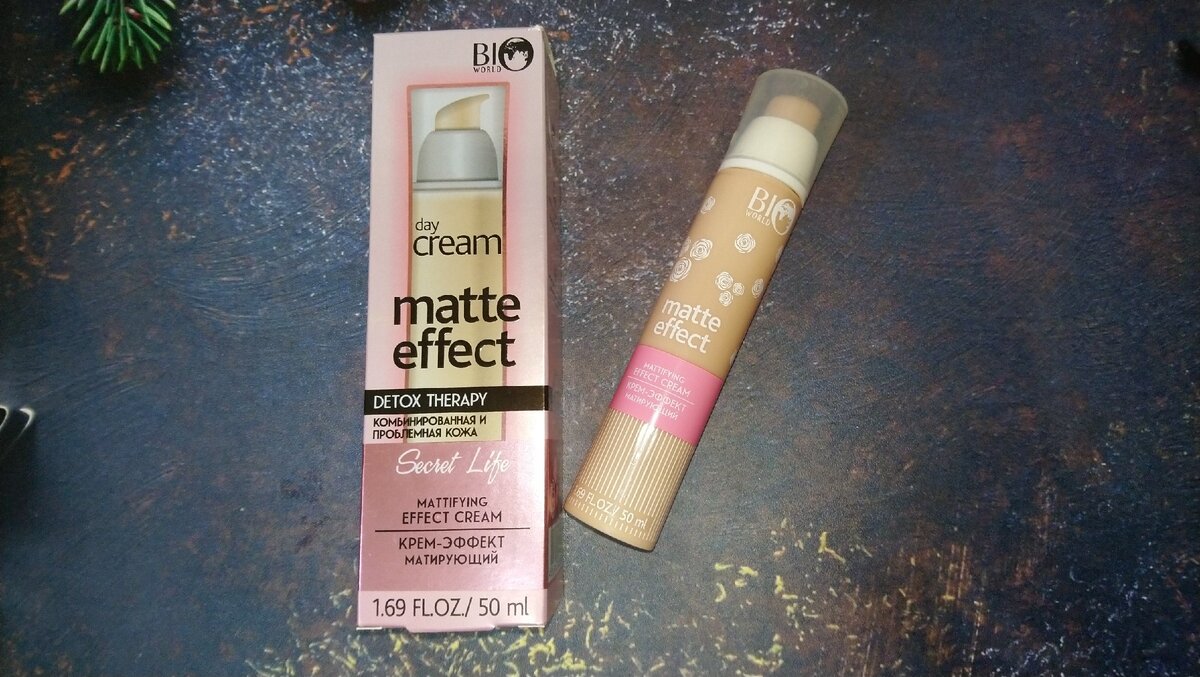 BIO
WORLD
day
cream
matte
effect
DETOX THERAPY
КОМБИНИРОВАННАЯ И
ПРОБЛЕМНАЯ КОЖА
Secret Life
MATTIFYING
EFFECT CREAM
КРЕМ-ЭФФЕКТ
МАТИРУЮЩИЙ
1.69 FL.OZ./ 50 ml
BIO
WORLD
matte
effect
MATTIFYING
EFFECT CREAM
КРЕМ-ЭФФЕКТ
МАТИРУЮЩИЙ
.69 FL.OZ./ 50 ml